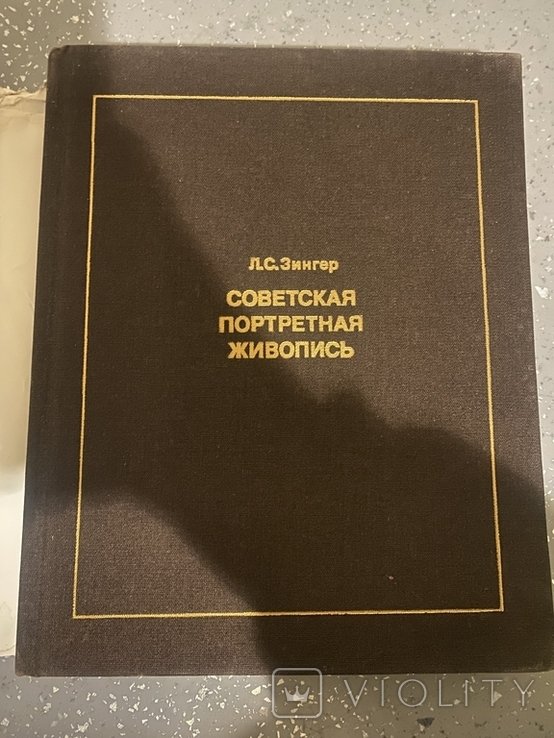 Л.С.Зингер
СОВЕТСКАЯ
ПОРТРЕТНАЯ
ЖИВОПИСЬ
VIOLITY